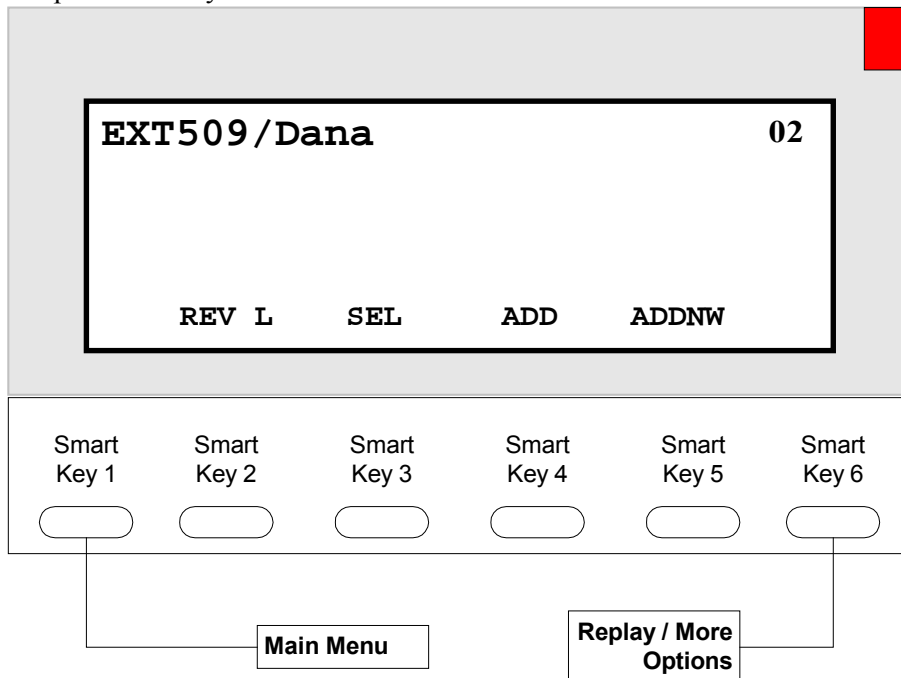 EXT509/Dana 02
REV L SEL ADD ADDNW
Smart Smart Smart Smart Smart Smart
Key 1 Key 2 Key 3 Key 4 Key 5 Key 6
Main Menu
Replay / More
Options